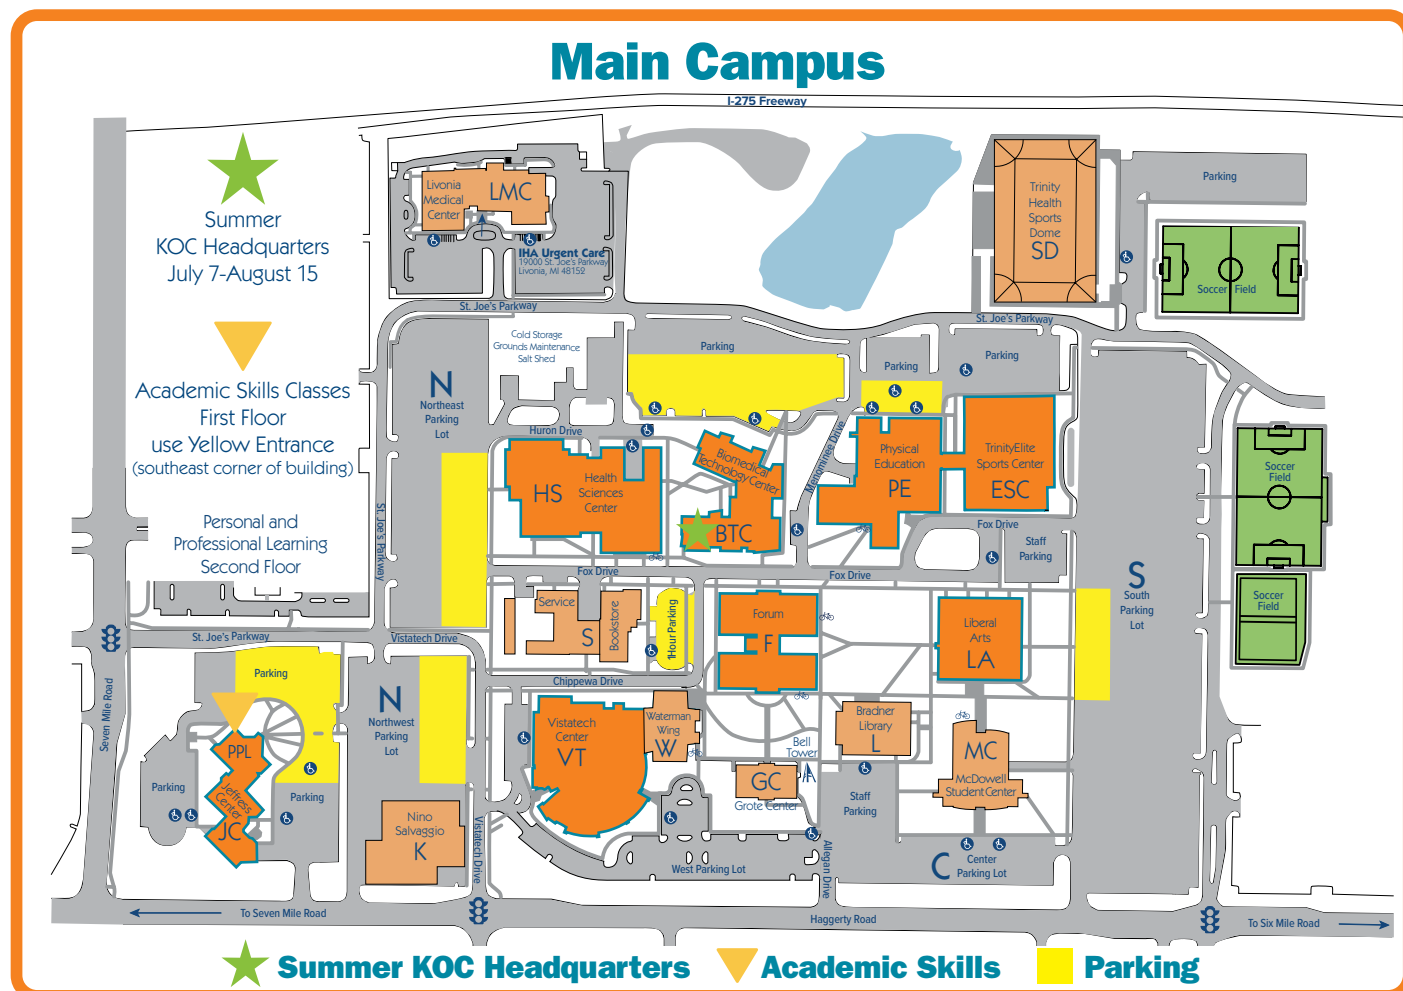 Main Campus
I-275 Freeway
Summer
KOC Headquarters
July 7-August 15
Academic Skills Classes
First Floor
use Yellow Entrance
(southeast corner of building)
Personal and
Professional Learning
Second Floor
Livonia
Medical
Center
LMC
IHA Urgent Care
19000 St. Joe's Parkway
Livonia, MI 48152
St. Joe's Parkway
Trinity
Health
Sports
Dome
SD
Parking
Soccer Field
St. Joe's Parkway
Cold Storage
Grounds Maintenance
Salt Shed
Parking
Parking
Parking
N
Northeast
Parking
Lot
Huron Drive
HS
Health
Sciences
Center
Biomedical
Technology Center
BTC
Menominee Drive
Physical
Education
PE
TrinityElite
Sports Center
ESC
Soccer
Field
St. Joe's Parkway
Fox Drive
Staff
Parking
Fox Drive
Fox Drive
S
South
Parking
Lot
Soccer
Field
Service
S
Bookstore
1Hour Parking
Forum
F
Liberal
Arts
LA
St. Joe's Parkway
Vistatech Drive
Chippewa Drive
Seven Mile Road
Parking
PPL
Jeffress
Center
JC
Parking
Parking
N
Northwest
Parking
Lot
Nino
Salvaggio
K
Vistatech Drive
Vistatech
Center
VT
Waterman
Wing
W
Bell
Tower
GC
Grote Center
Bradner
Library
L
MC
McDowell
Student Center
Staff
Parking
West Parking Lot
Allegan Drive
C
Center
Parking Lot
To Seven Mile Road
Haggerty Road
To Six Mile Road
Summer KOC Headquarters
Academic Skills
Parking